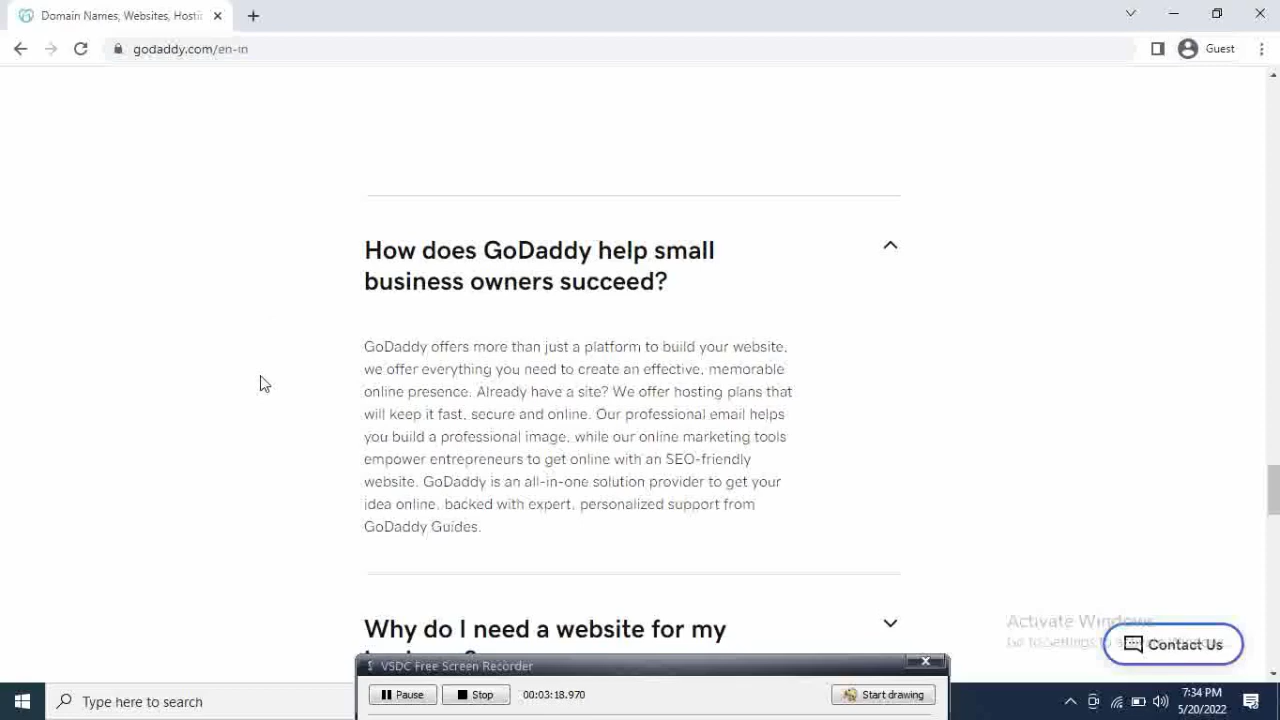 Domain Names, Websites, Hosti
godaddy.com/en-in
Guest
How does GoDaddy help small
business owners succeed?
GoDaddy offers more than just a platform to build your website,
we offer everything you need to create an effective, memorable
online presence. Already have a site? We offer hosting plans that
will keep it fast, secure and online. Our professional email helps
you build a professional image, while our online marketing tools
empower entrepreneurs to get online with an SEO-friendly
website. GoDaddy is an all-in-one solution provider to get your
idea online, backed with expert, personalized support from
GoDaddy Guides.
Why do I need a website for my
Activate Windows
Contact Us
VSDC Free Screen Recorder
Pause
Stop
00:03:18.970
Start drawing
Type here to search
7:34 PM
5/20/2022